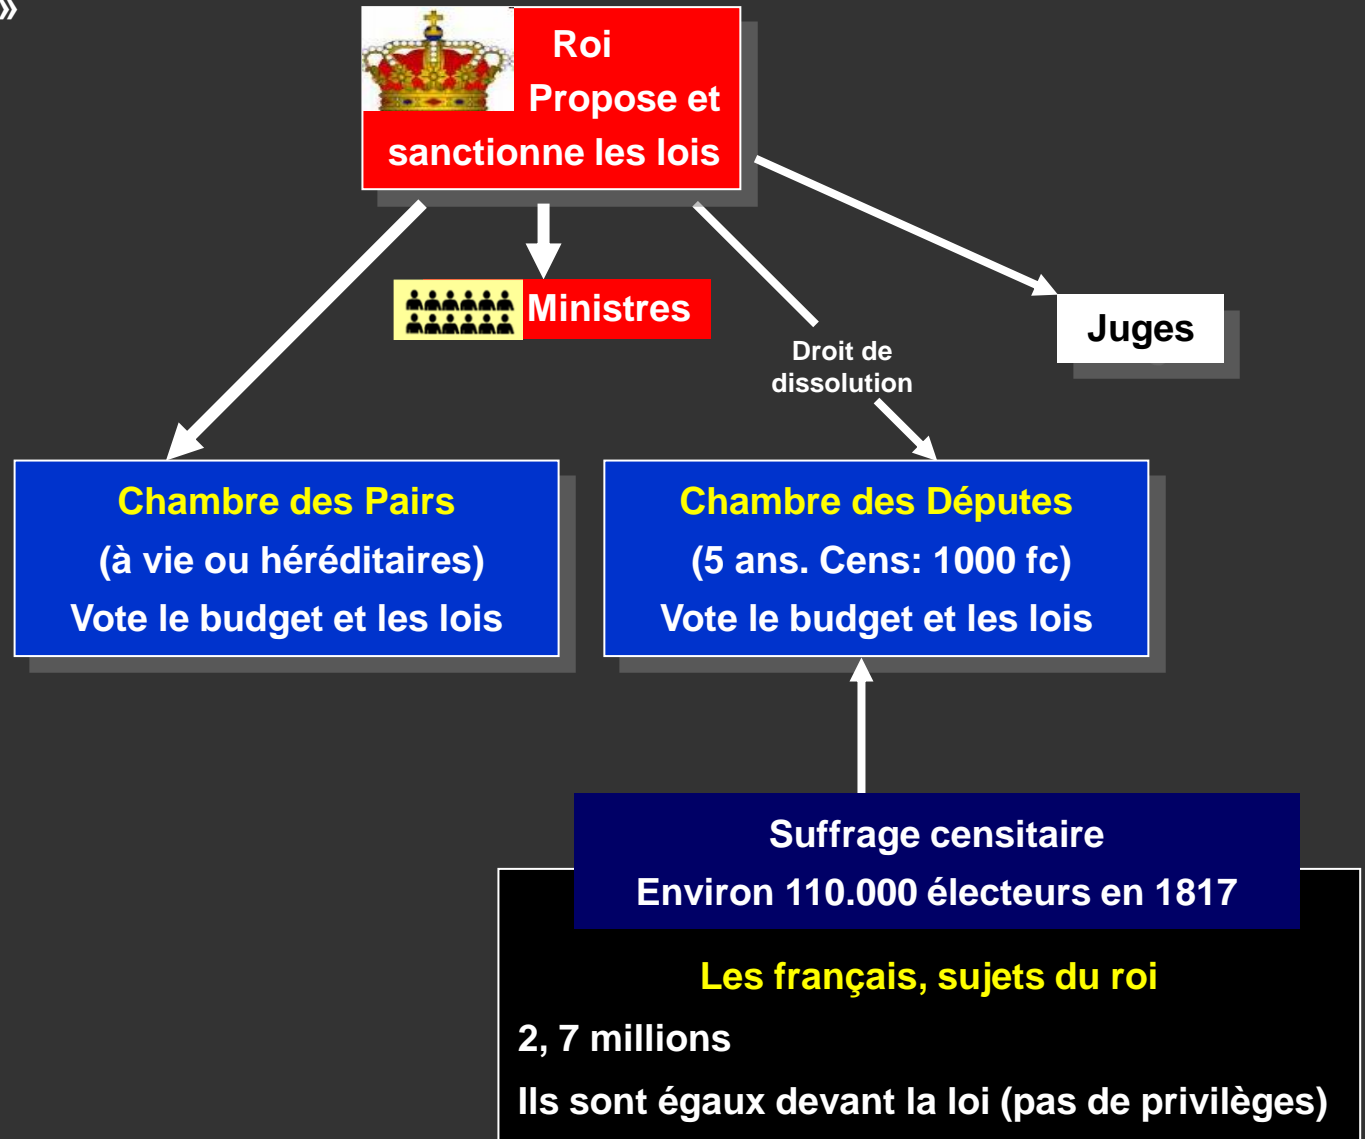 »
Roi
Propose et
sanctionne les lois
Ministres
Juges
Droit de
dissolution
Chambre des Pairs
(à vie ou héréditaires)
Vote le budget et les lois
Chambre des Députes
(5 ans. Cens: 1000 fc)
Vote le budget et les lois
Suffrage censitaire
Environ 110.000 électeurs en 1817
Les français, sujets du roi
2, 7 millions
Ils sont égaux devant la loi (pas de privilèges)